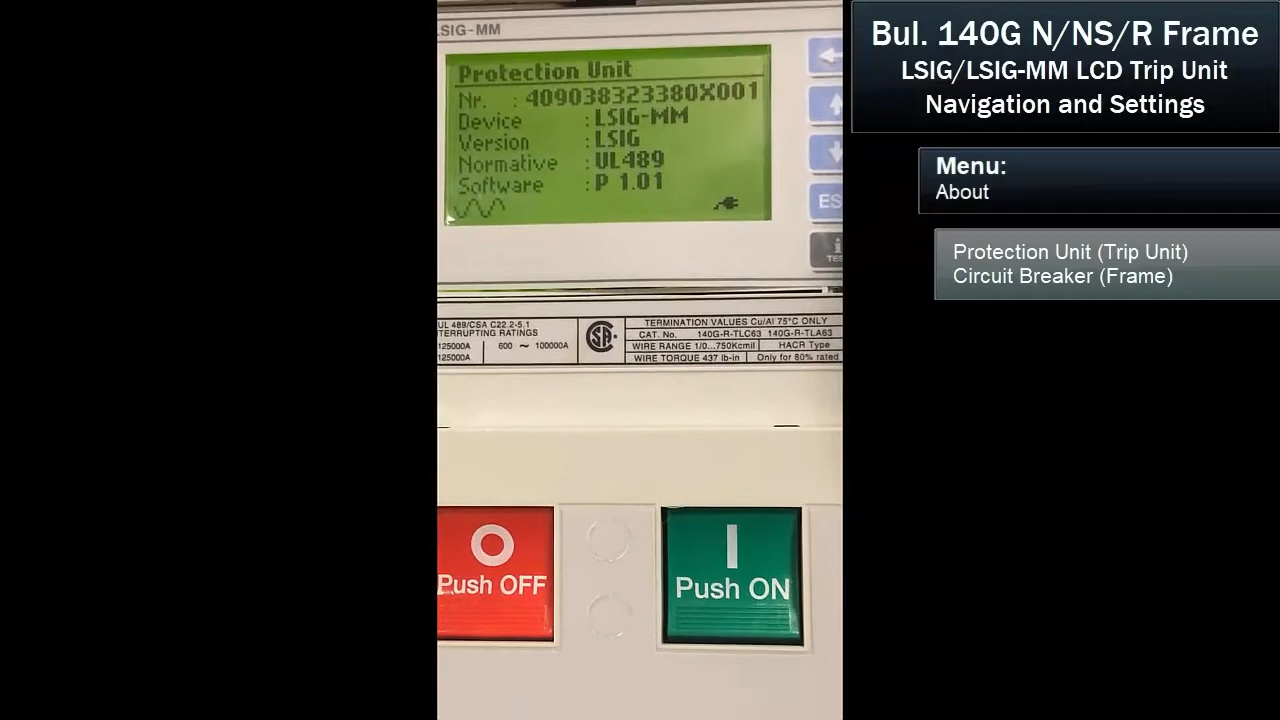 LSIG-MM
Protection Unit
Nr. : 409038323380X001
Device : LSIG-MM
Version : LSIG
Normative : UL489
Software : P 1.01
ES
TES
UL 489/CSA C22.2-5.1
TERRUPTING RATINGS
125000A 600 ~ 100000A
125000A
TERMINATION VALUES Cu/Al 75°C ONLY
CAT. No. 140G-R-TLC63 140G-R-TLA63
WIRE RANGE 1/0...750Kcmil HACR Type
WIRE TORQUE 437 lb-in Only for 80% rated
O
Push OFF
I
Push ON
Bul. 140G N/NS/R Frame
LSIG/LSIG-MM LCD Trip Unit
Navigation and Settings
Menu:
About
Protection Unit (Trip Unit)
Circuit Breaker (Frame)